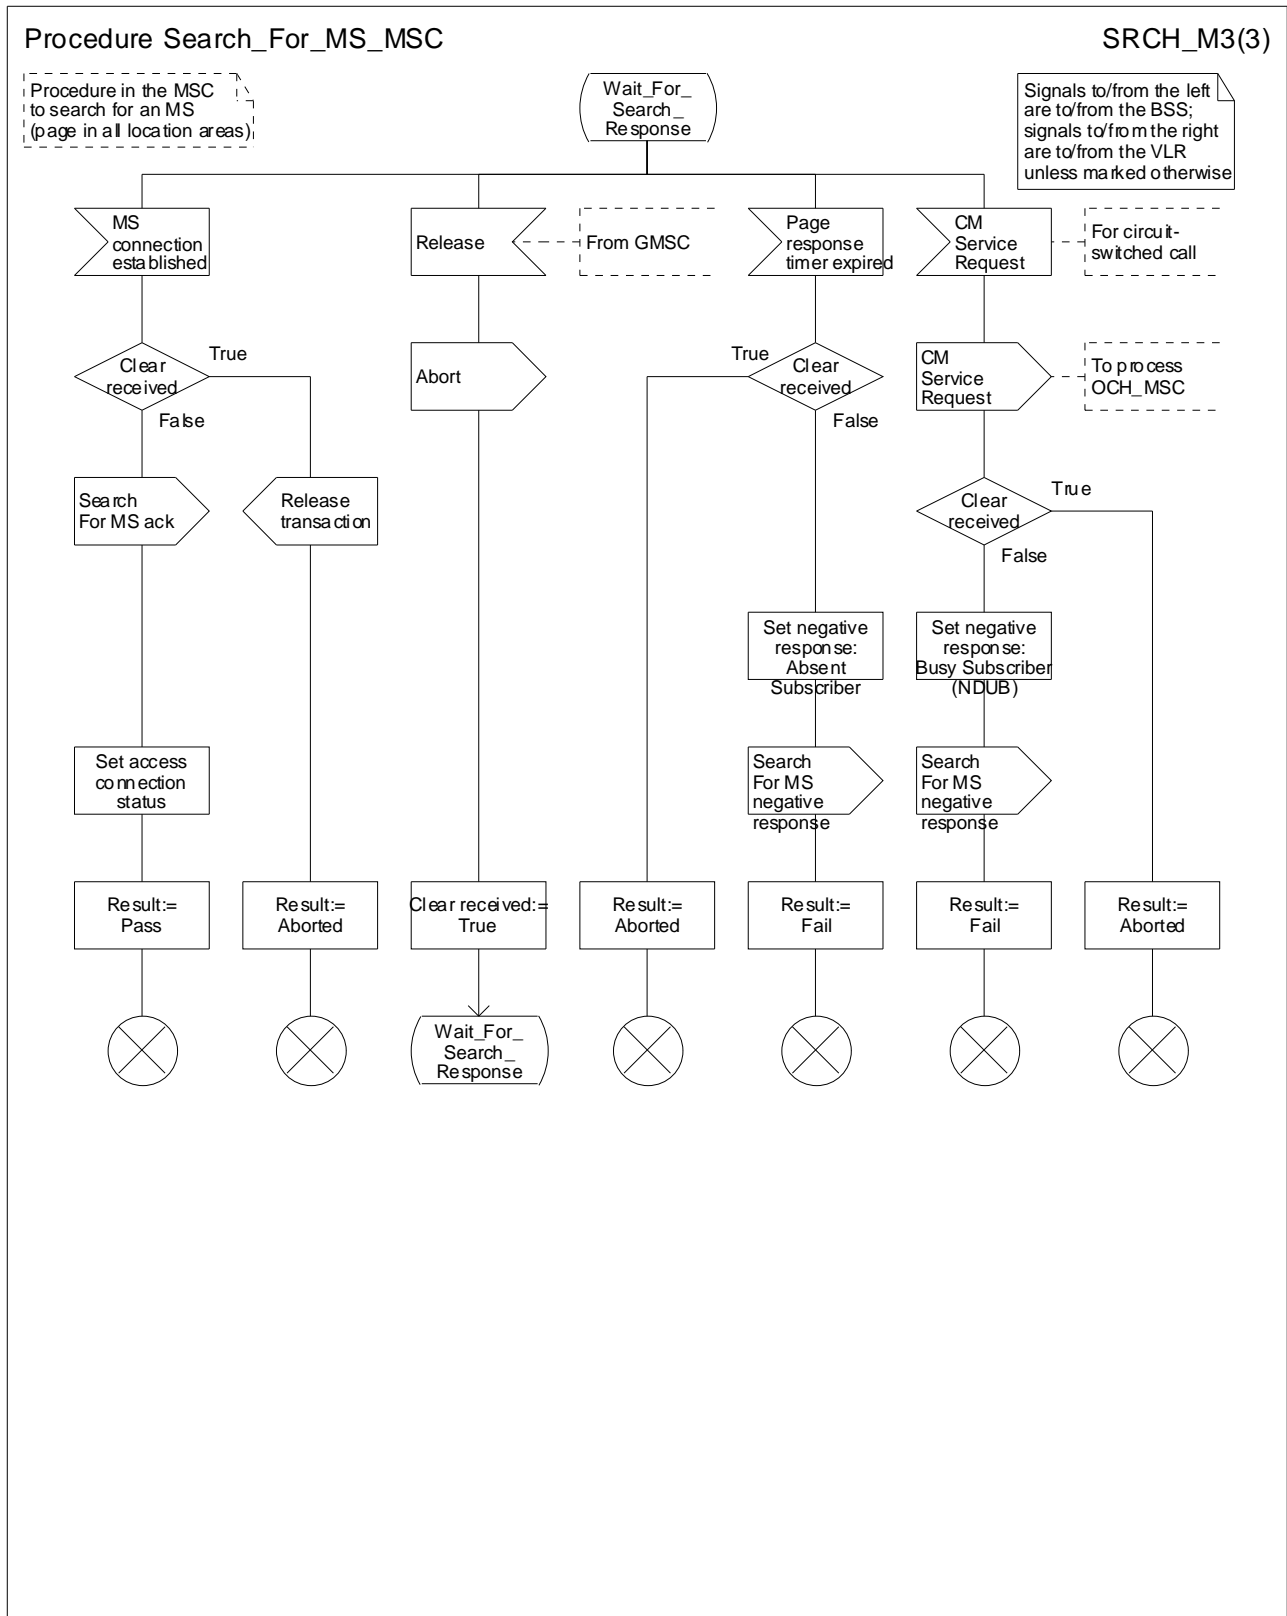 Procedure Search_For_MS_MSC
SRCH_M3(3)
Procedure in the MSC
to search for an MS
(page in all location areas)
Wait_For_
Search_
Response
Signals to/from the left
are to/from the BSS;
signals to/from the right
are to/from the VLR
unless marked otherwise
MS
connection
established
Release
From GMSC
Page
response
timer expired
CM
Service
Request
For circuit-
switched call
Clear
received
True
False
Abort
True
Clear
received
False
CM
Service
Request
To process
OCH_MSC
Search
For MS ack
Release
transaction
Clear
received
True
False
Set negative
response:
Absent
Subscriber
Set negative
response:
Busy Subscriber
(NDUB)
Set access
connection
status
Search
For MS
negative
response
Search
For MS
negative
response
Result:=
Pass
Result:=
Aborted
Clear received:=
True
Result:=
Aborted
Result:=
Fail
Result:=
Fail
Result:=
Aborted
Wait_For_
Search_
Response